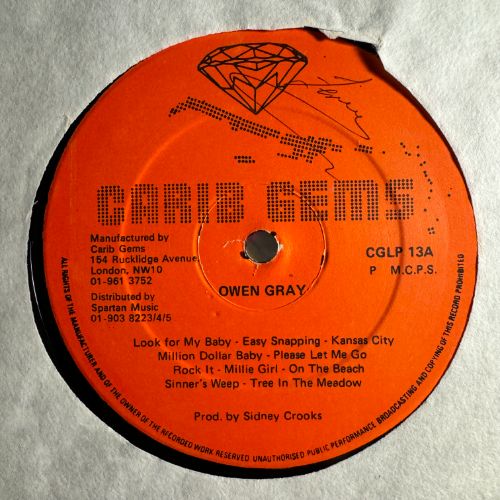 CARIB GEMS
Manufactured by
Carib Gems
154 Rucklidge Avenue,
London, NW10
01-961 3752
Distributed by
Spartan Music
01-903 8223/4/5
CGLP 13A
P M.C.P.S.
OWEN GRAY
Look for My Baby - Easy Snapping - Kansas City
Million Dollar Baby - Please Let Me Go
Rock It - Millie Girl - On The Beach
Sinner's Weep - Tree In The Meadow
Prod. by Sidney Crooks
ALL RIGHTS OF THE MANUFACTURER AND OF THE OWNER OF THE RECORDED WORK RESERVED UNAUTHORISED PUBLIC PERFORMANCE BROADCASTING AND COPYING OF THIS RECORD PROHIBITED